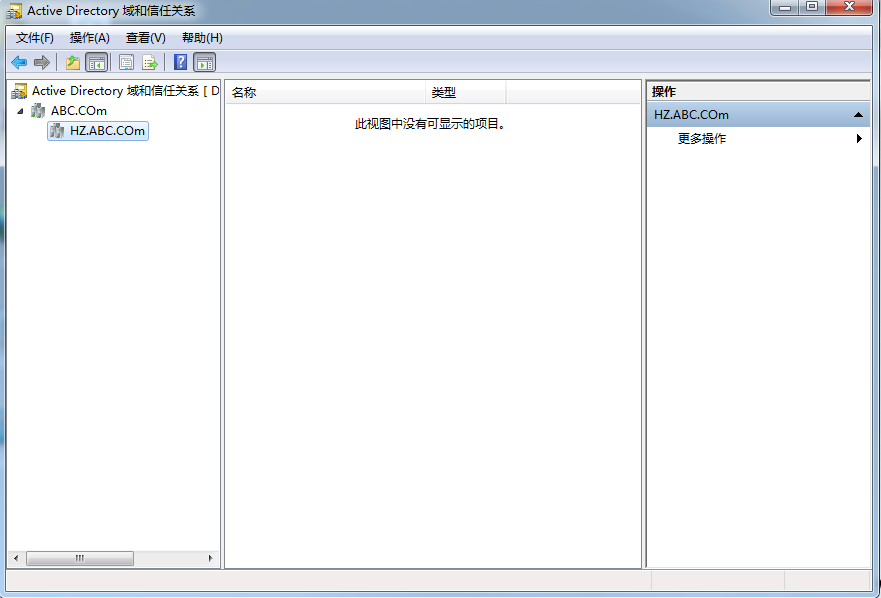 Active Directory 域和信任关系
文件(F) 操作(A) 查看(V) 帮助(H)
Active Directory 域和信任关系 [ D
ABC.COm
HZ.ABC.COm
名称 类型
此视图中没有可显示的项目。
操作
HZ.ABC.COm
更多操作